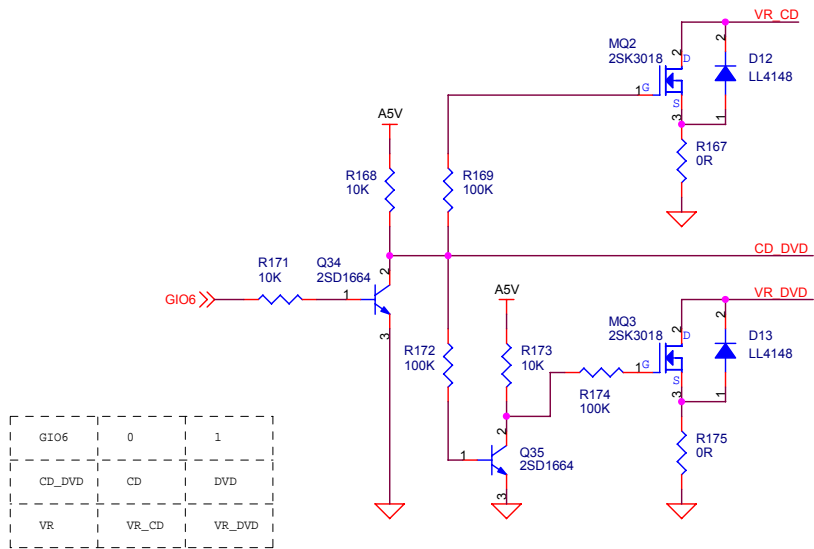 VR_CD
MQ2
2SK3018
2
D
1
G
S
3
2
1
D12
LL4148
R167
0R
A5V
R168
10K
R169
100K
CD_DVD
R171
10K
Q34
2SD1664
GIO6
1
2
3
A5V
VR_DVD
MQ3
2SK3018
2
D
1
G
S
3
2
1
D13
LL4148
R172
100K
R173
10K
R174
100K
R175
0R
Q35
2SD1664
1
2
3
GIO6 0 1
CD_DVD CD DVD
VR VR_CD VR_DVD